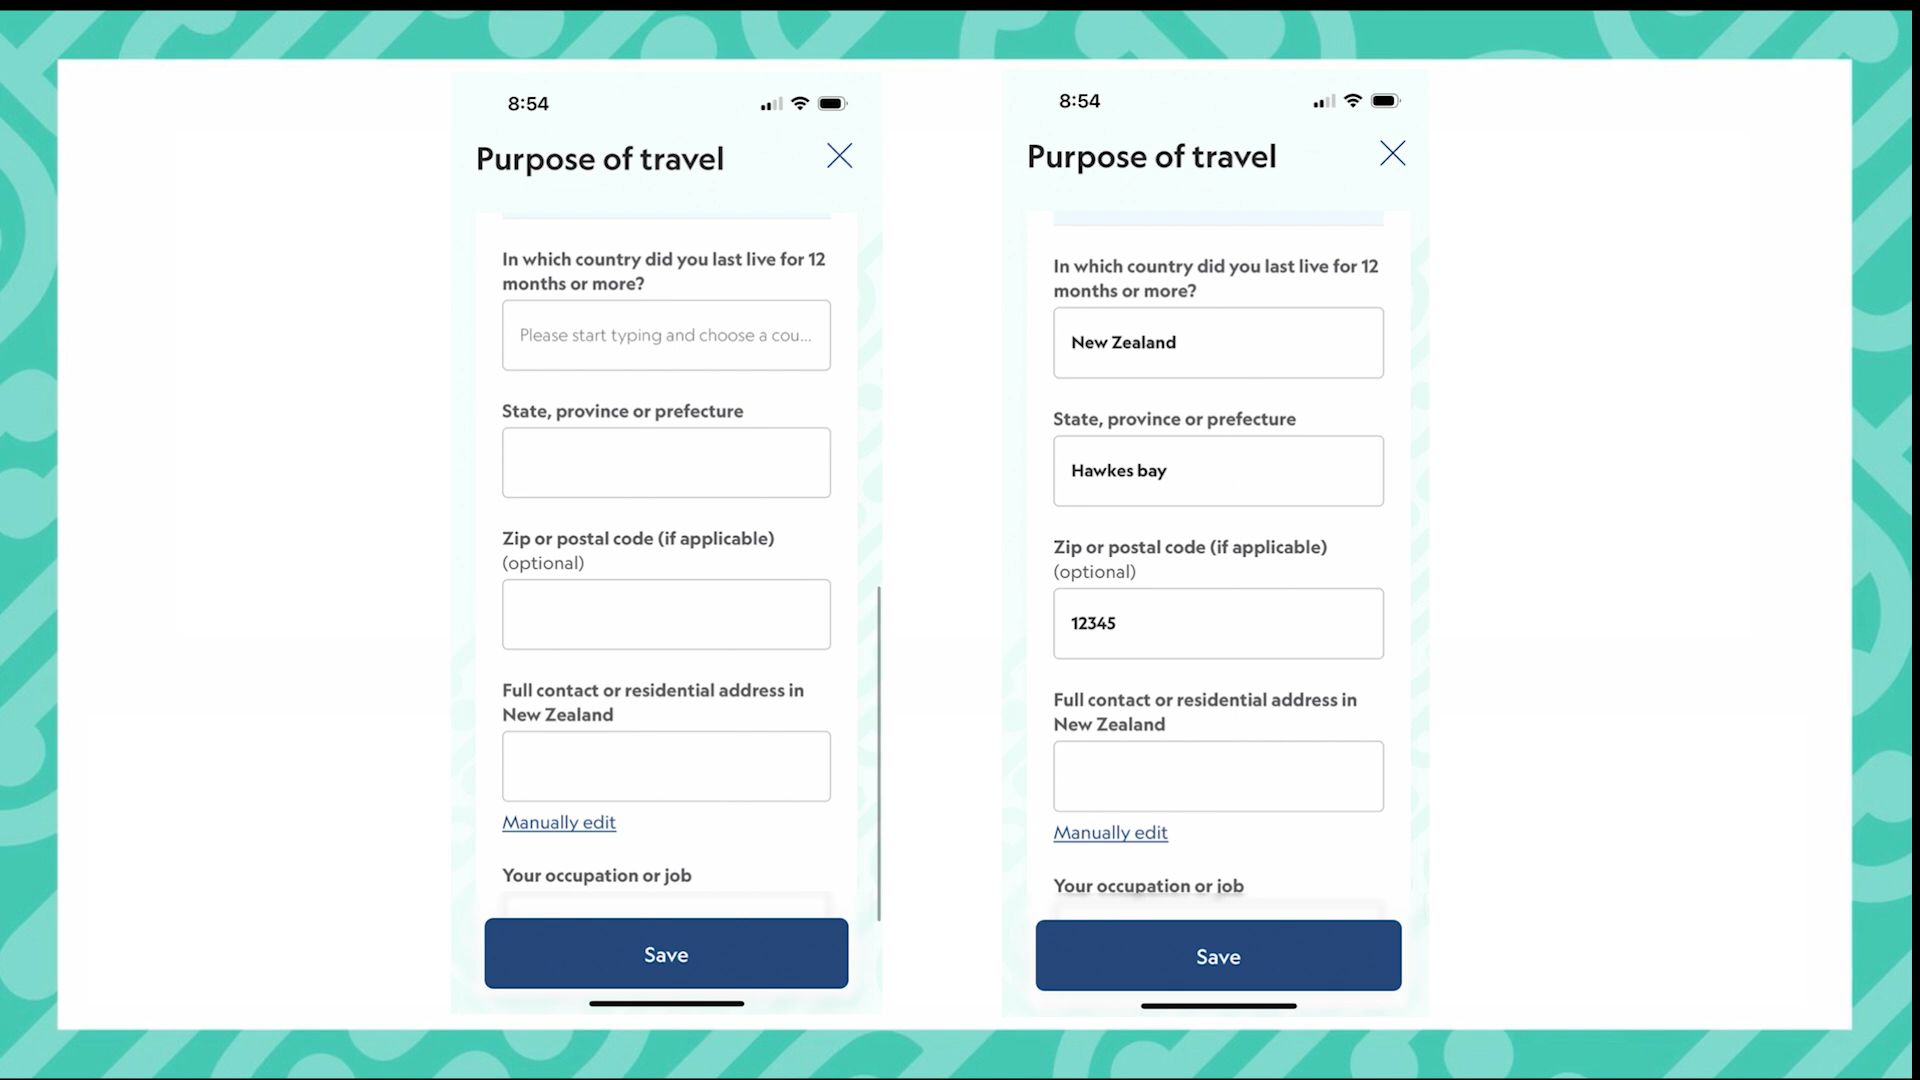 8:54
Purpose of travel
In which country did you last live for 12
months or more?
Please start typing and choose a cou...
State, province or prefecture
Zip or postal code (if applicable)
(optional)
Full contact or residential address in
New Zealand
Manually edit
Your occupation or job
Save
8:54
Purpose of travel
In which country did you last live for 12
months or more?
New Zealand
State, province or prefecture
Hawkes bay
Zip or postal code (if applicable)
(optional)
12345
Full contact or residential address in
New Zealand
Manually edit
Your occupation or job
Save